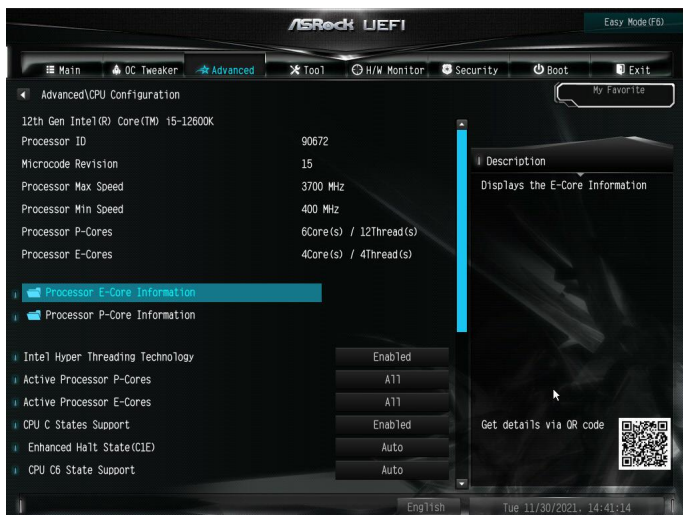 ASRock UEFI
Easy Mode(F6)
Main
OC Tweaker
Advanced
Tool
H/W Monitor
Security
Boot
Exit
Advanced\CPU Configuration
My Favorite
12th Gen Intel(R) Core(TM) i5-12600K
Processor ID 90672
Microcode Revision 15
Processor Max Speed 3700 MHz
Processor Min Speed 400 MHz
Processor P-Cores 6Core(s) / 12Thread(s)
Processor E-Cores 4Core(s) / 4Thread(s)
Processor E-Core Information
Processor P-Core Information
Intel Hyper Threading Technology Enabled
Active Processor P-Cores All
Active Processor E-Cores All
CPU C States Support Enabled
Enhanced Halt State(C1E) Auto
CPU C6 State Support Auto
Description
Displays the E-Core Information
Get details via QR code
English
Tue 11/30/2021. 14:41:14